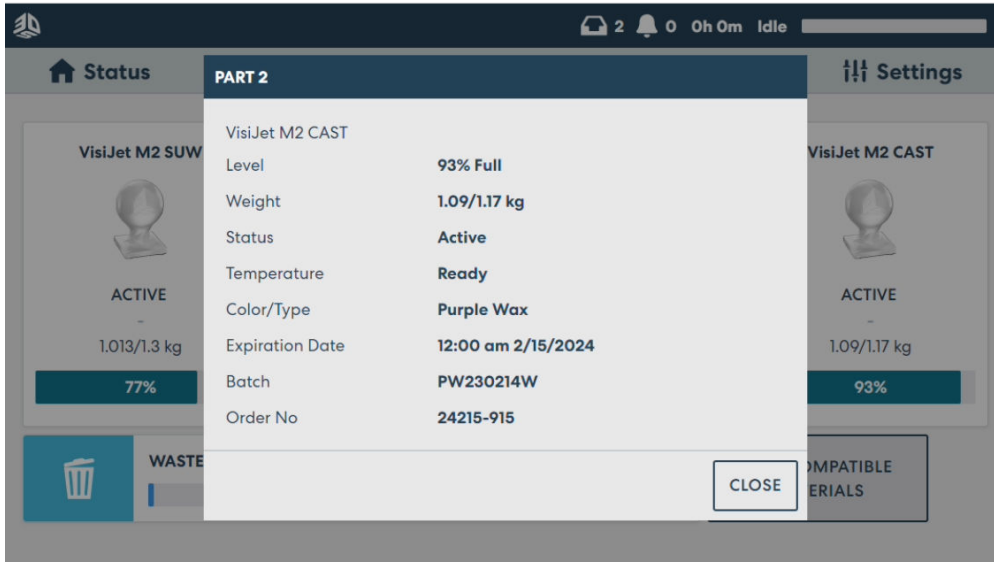 2 0 0h 0m Idle
Status
Settings
PART 2
VisiJet M2 CAST
Level 93% Full
Weight 1.09/1.17 kg
Status Active
Temperature Ready
Color/Type Purple Wax
Expiration Date 12:00 am 2/15/2024
Batch PW230214W
Order No 24215-915
CLOSE
VisiJet M2 SUW
ACTIVE
-
1.013/1.3 kg
77%
VisiJet M2 CAST
ACTIVE
-
1.09/1.17 kg
93%
WASTE
OMPATIBLE
ERIALS